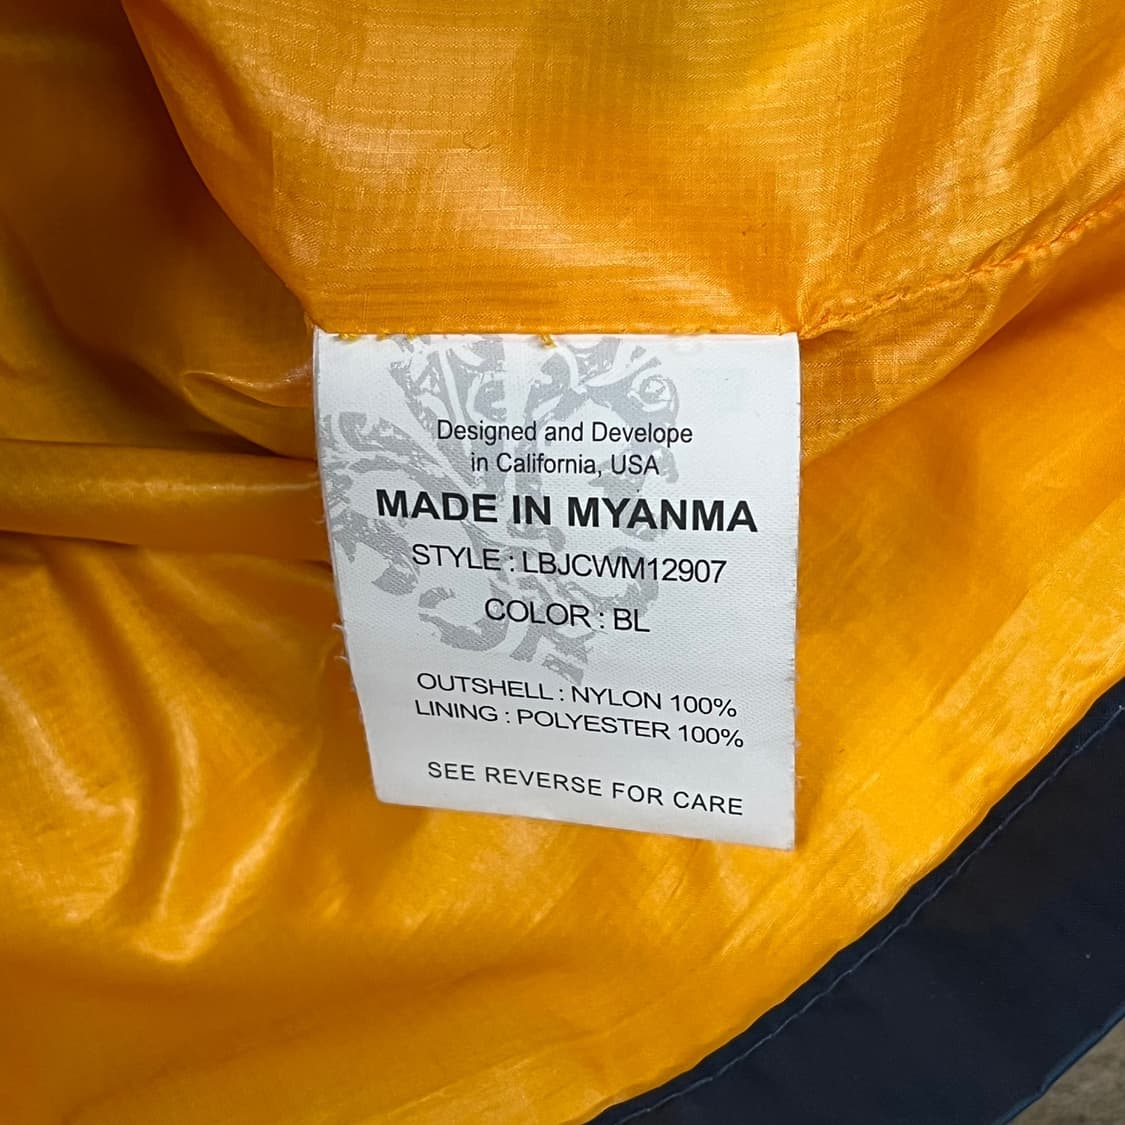 Designed and Develope
in California, USA
MADE IN MYANMA
STYLE : LBJCWM12907
COLOR : BL
OUTSHELL : NYLON 100%
LINING : POLYESTER 100%
SEE REVERSE FOR CARE